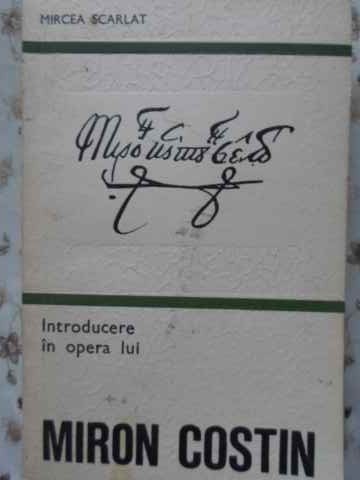 MIRCEA SCARLAT
Introducere
în opera lui
MIRON COSTIN